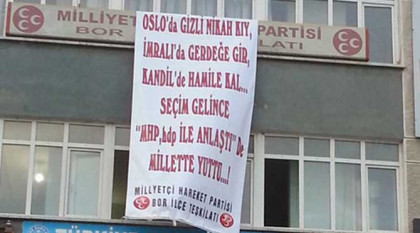 MİLLİYETÇİ
PARTİSİ
BOR
TEŞKİLATI
OSLO'da GİZLİ NİKAH KIY,
İMRALI'da GERDEĞE GİR,
KANDİL'de HAMİLE KAL...
SEÇİM GELİNCE
"MHP,hdp İLE ANLAŞTI" DE
MİLLETTE YUTTU...!
MİLLİYETÇİ HAREKET PARTİSİ
BOR İLÇE TEŞKİLATI